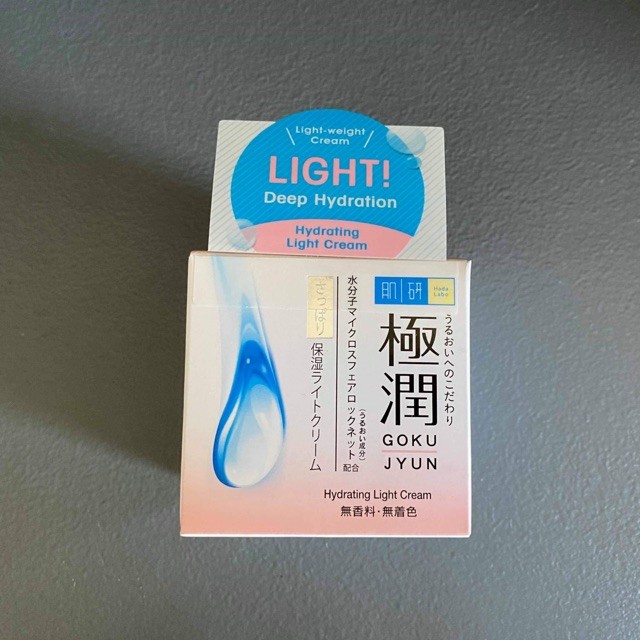 Light-weight
Cream
LIGHT!
Deep Hydration
Hydrating
Light Cream
肌研
Hada
Labo
うるおいへのこだわり
極潤
GOKU
JYUN
水分子マイクロスフェアロックネット(うるおい成分)配合
さっぱり 保湿ライトクリーム
Hydrating Light Cream
無香料・無着色